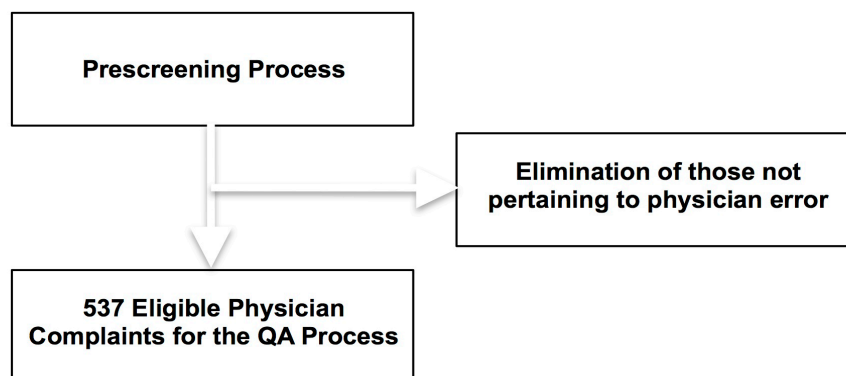 Prescreening Process
Elimination of those not
pertaining to physician error
537 Eligible Physician
Complaints for the QA Process